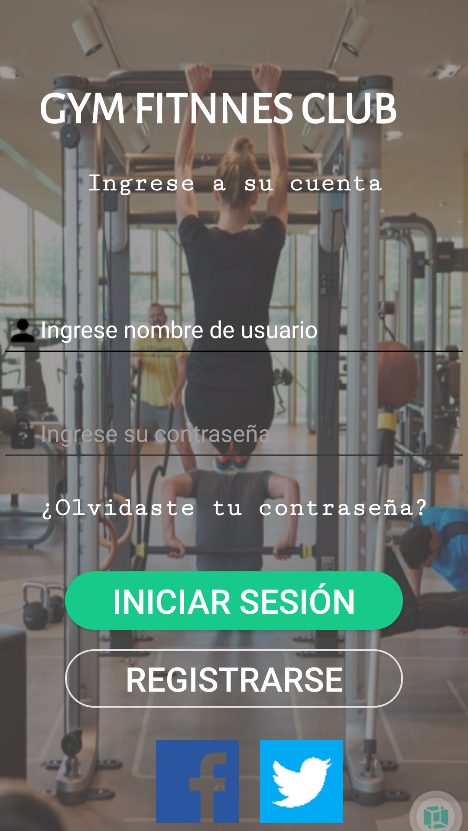 GYM FITNNES CLUB
Ingrese a su cuenta
Ingrese nombre de usuario
Ingrese su contraseña
¿Olvidaste tu contraseña?
INICIAR SESIÓN
REGISTRARSE